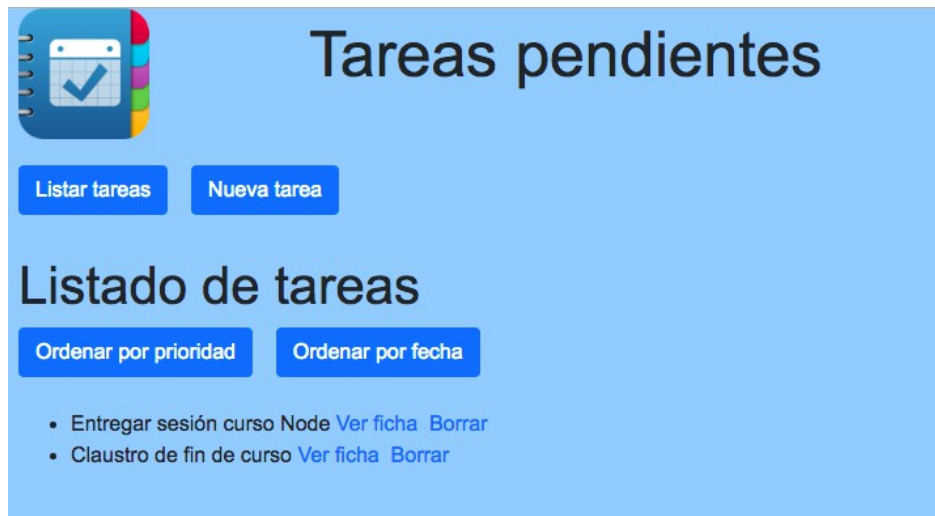 Tareas pendientes
Listar tareas Nueva tarea
Listado de tareas
Ordenar por prioridad Ordenar por fecha
Entregar sesión curso Node Ver ficha Borrar
Claustro de fin de curso Ver ficha Borrar